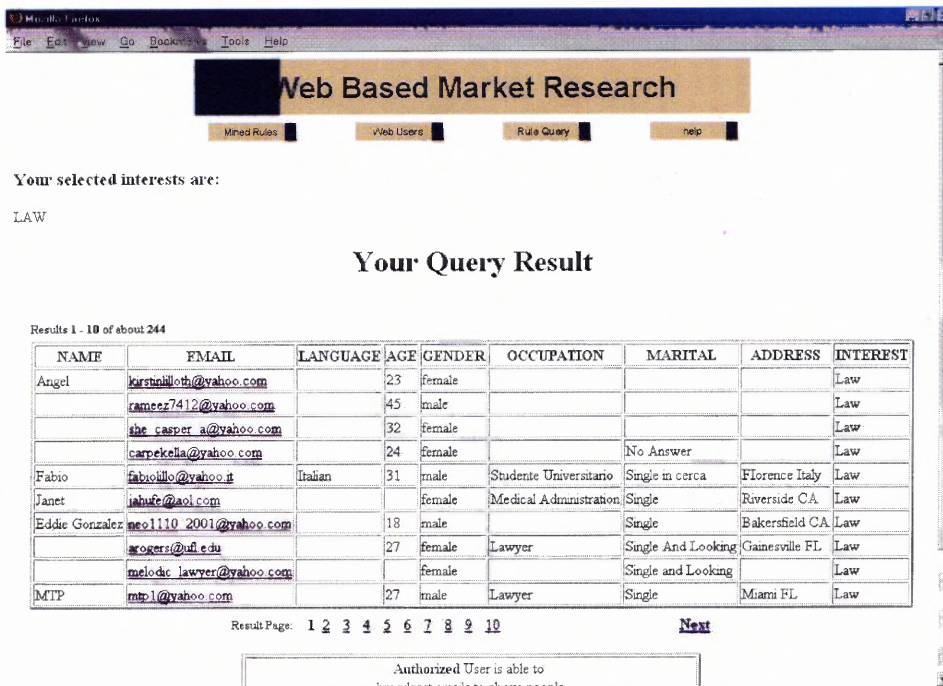 Mozilla Firefox
File Edit View Go Bookmarks Tools Help
Web Based Market Research
Mined Rules Web Users Rule Query help
Your selected interests are:
LAW
Your Query Result
Results 1 - 10 of about 244
NAME EMAIL LANGUAGE AGE GENDER OCCUPATION MARITAL ADDRESS INTEREST
Angel kirstinlilloth@yahoo.com 23 female Law
rameez7412@yahoo.com 45 male Law
she_casper_a@yahoo.com 32 female Law
carpekella@yahoo.com 24 female No Answer Law
Fabio fabiolillo@yahoo.it Italian 31 male Studente Universitario Single in cerca Florence Italy Law
Janet jahufe@aol.com female Medical Administration Single Riverside CA Law
Eddie Gonzalez neo1110_2001@yahoo.com 18 male Single Bakersfield CA Law
arogers@ufl.edu 27 female Lawyer Single And Looking Gainesville FL Law
melodic_lawyer@yahoo.com female Single and Looking Law
MTP mtp1@yahoo.com 27 male Lawyer Single Miami FL Law
Result Page: 1 2 3 4 5 6 7 8 9 10 Next
Authorized User is able to
broadcast emails to above people